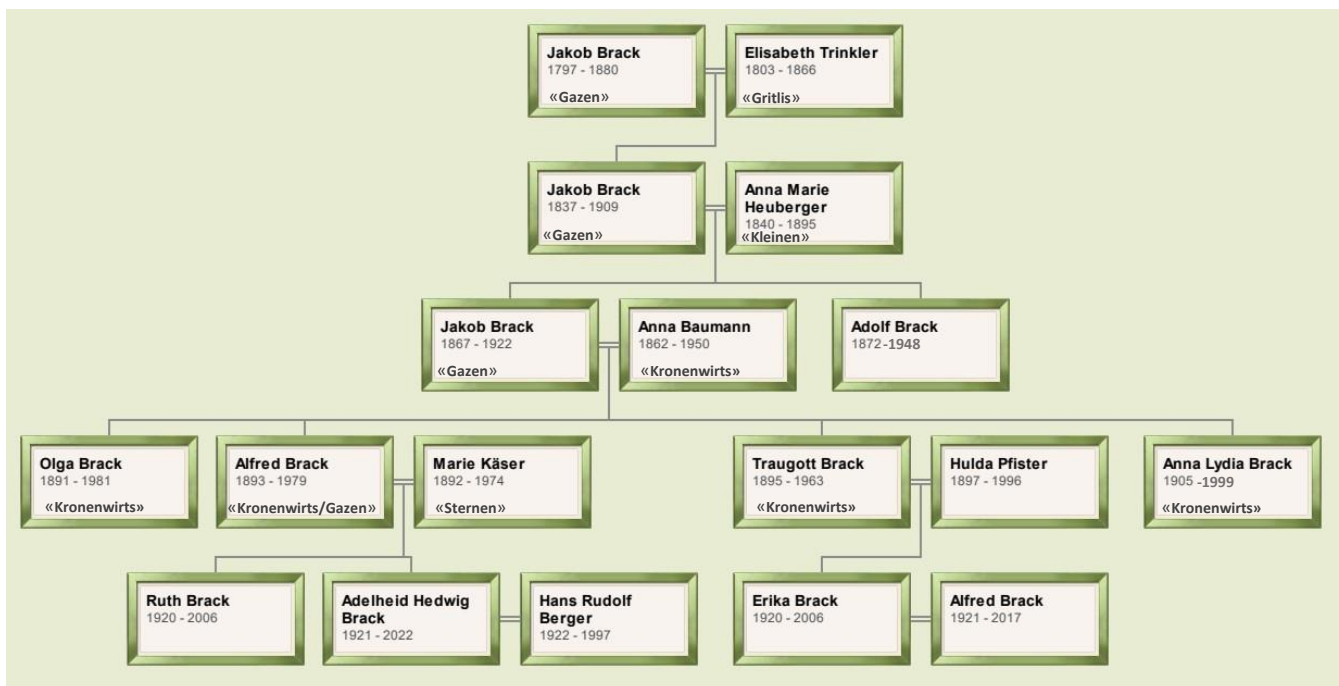 Jakob Brack
1797 - 1880
«Gazen»
Elisabeth Trinkler
1803 - 1866
«Gritlis»
Jakob Brack
1837 - 1909
«Gazen»
Anna Marie
Heuberger
1840 - 1895
«Kleinen»
Jakob Brack
1867 - 1922
«Gazen»
Anna Baumann
1862 - 1950
«Kronenwirts»
Adolf Brack
1872-1948
Olga Brack
1891 - 1981
«Kronenwirts»
Alfred Brack
1893 - 1979
«Kronenwirts/Gazen»
Marie Käser
1892 - 1974
«Sternen»
Traugott Brack
1895 - 1963
«Kronenwirts»
Hulda Pfister
1897 - 1996
Anna Lydia Brack
1905 -1999
«Kronenwirts»
Ruth Brack
1920 - 2006
Adelheid Hedwig
Brack
1921 - 2022
Hans Rudolf
Berger
1922 - 1997
Erika Brack
1920 - 2006
Alfred Brack
1921 - 2017